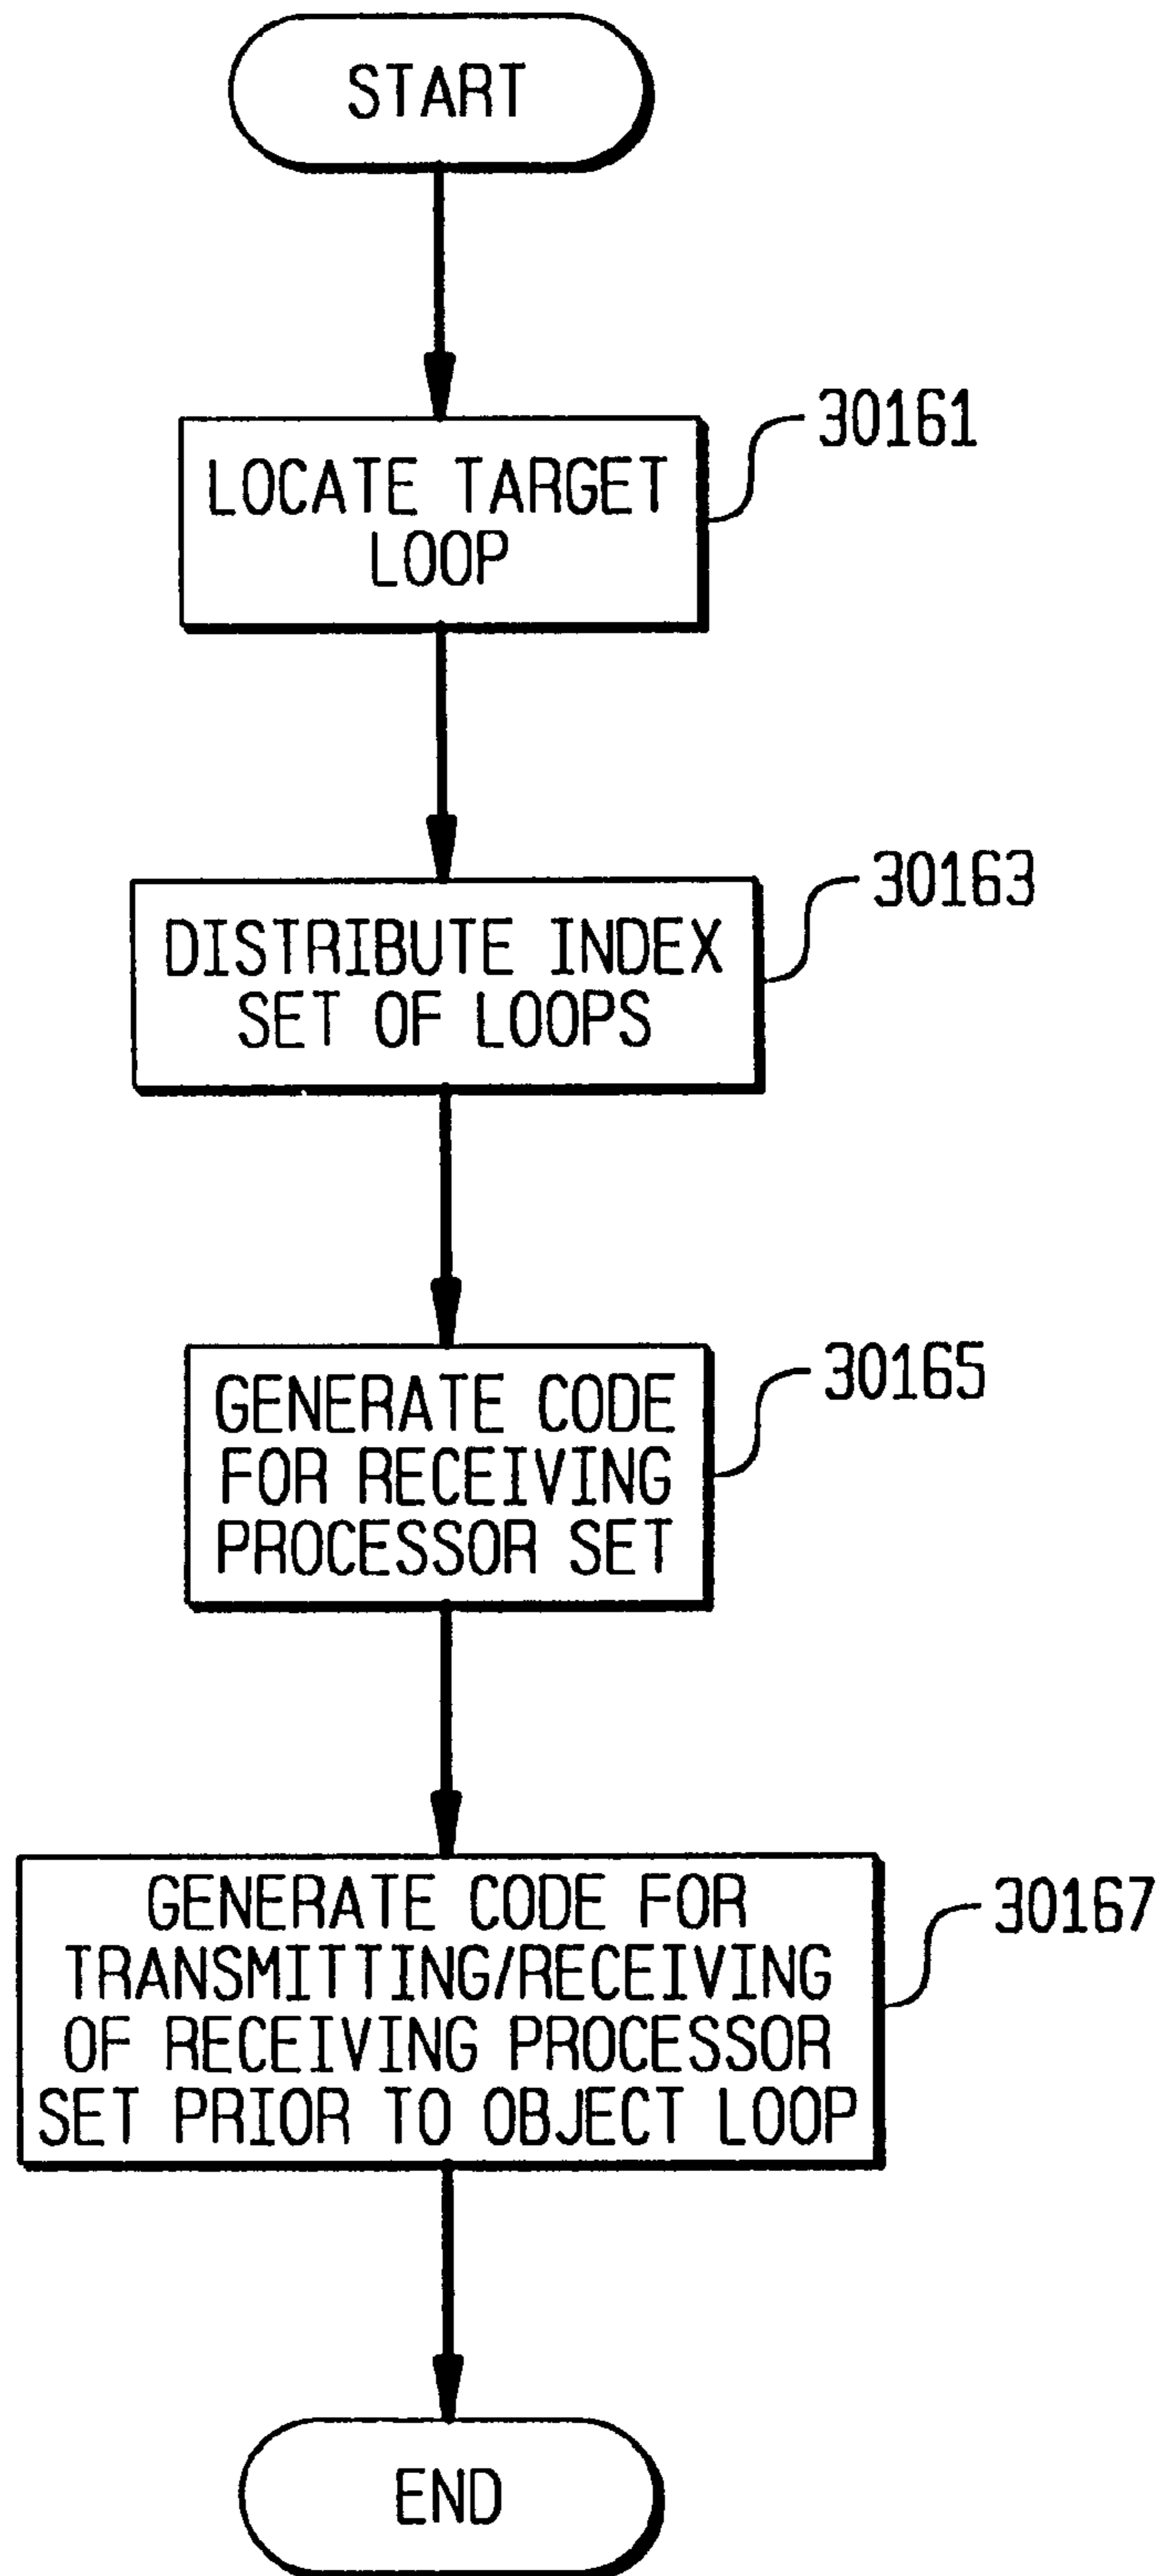 START
30161
LOCATE TARGET
LOOP
30163
DISTRIBUTE INDEX
SET OF LOOPS
30165
GENERATE CODE
FOR RECEIVING
PROCESSOR SET
30167
GENERATE CODE FOR
TRANSMITTING/RECEIVING
OF RECEIVING PROCESSOR
SET PRIOR TO OBJECT LOOP
END